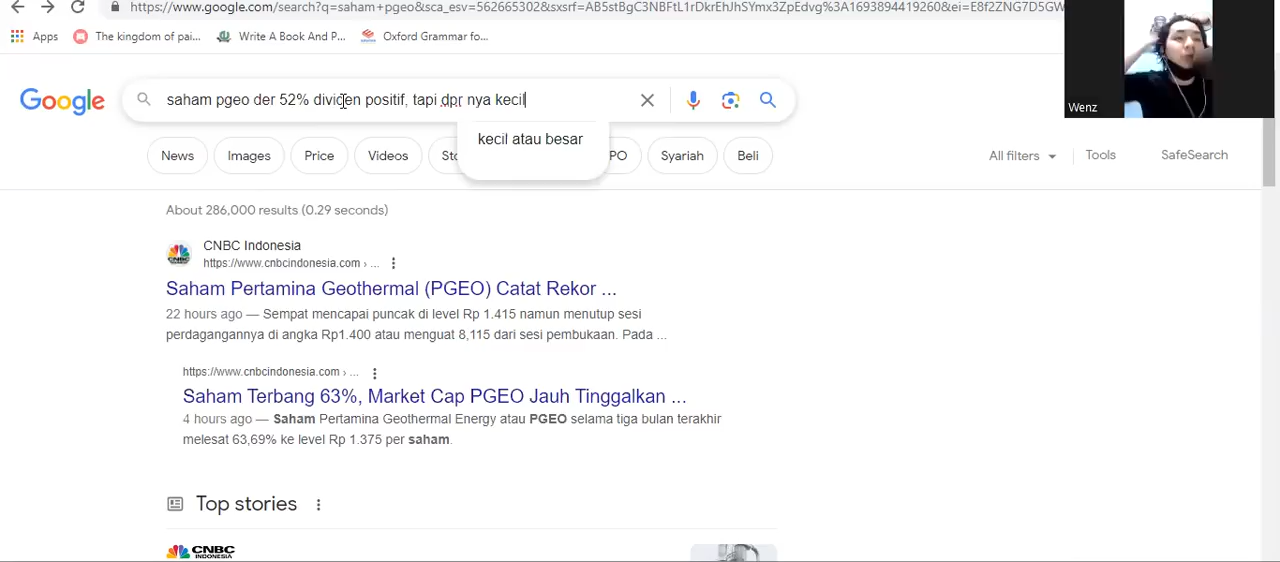 https://www.google.com/search?q=saham+pgeo&sca_esv=562665302&sxsrf=AB5stBgC3NBFtL1rDkrEhJhSYmx3ZpEdvg%3A1693894419260&ei=E8f2ZNG7D5GW
Apps The kingdom of pai... Write A Book And P... Oxford Grammar fo...
Wenz
Google saham pgeo der 52% dividen positif, tapi dpr nya kecil
kecil atau besar
News Images Price Videos Sto PO Syariah Beli All filters Tools SafeSearch
About 286,000 results (0.29 seconds)
CNBC Indonesia
https://www.cnbcindonesia.com › ...
Saham Pertamina Geothermal (PGEO) Catat Rekor ...
22 hours ago — Sempat mencapai puncak di level Rp 1.415 namun menutup sesi
perdagangannya di angka Rp1.400 atau menguat 8,115 dari sesi pembukaan. Pada ...
https://www.cnbcindonesia.com › ...
Saham Terbang 63%, Market Cap PGEO Jauh Tinggalkan ...
4 hours ago — Saham Pertamina Geothermal Energy atau PGEO selama tiga bulan terakhir
melesat 63,69% ke level Rp 1.375 per saham.
Top stories
CNBC INDONESIA